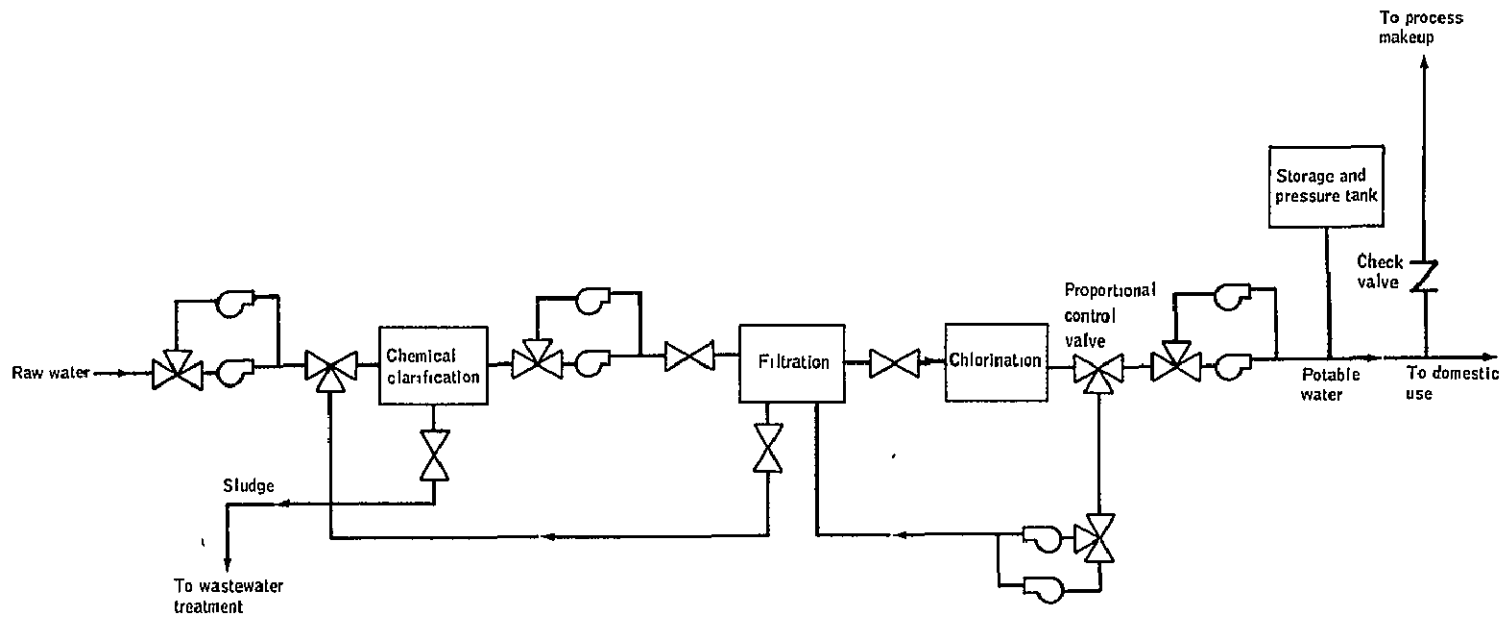 To process
makeup
Storage and
pressure tank
Check
valve
Proportional
control
valve
Raw water
Chemical
clarification
Filtration
Chlorination
Potable
water
To domestic
use
Sludge
To wastewater
treatment